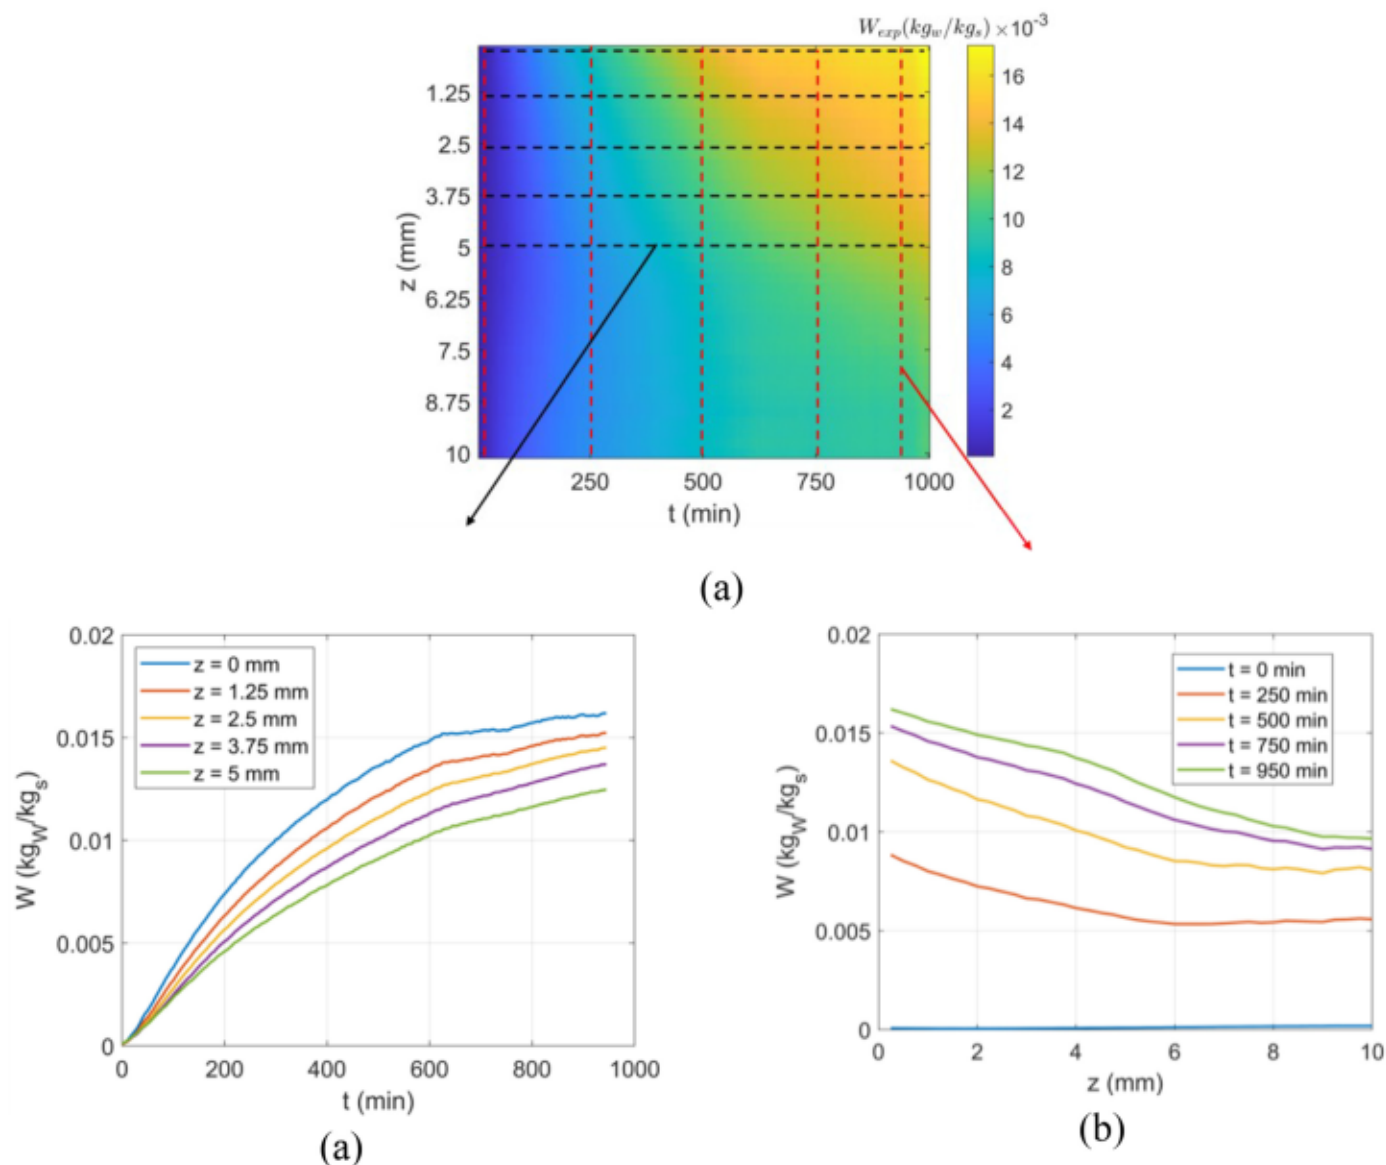 W_exp(kg_w/kg_s) ×10^-3
1.25
2.5
3.75
5
6.25
7.5
8.75
10
z (mm)
250 500 750 1000
t (min)
16
14
12
10
8
6
4
2
(a)
0.02
0.015
0.01
0.005
0
W (kg_W/kg_s)
z = 0 mm
z = 1.25 mm
z = 2.5 mm
z = 3.75 mm
z = 5 mm
0 200 400 600 800 1000
t (min)
(a)
0.02
0.015
0.01
0.005
0
W (kg_W/kg_s)
t = 0 min
t = 250 min
t = 500 min
t = 750 min
t = 950 min
0 2 4 6 8 10
z (mm)
(b)